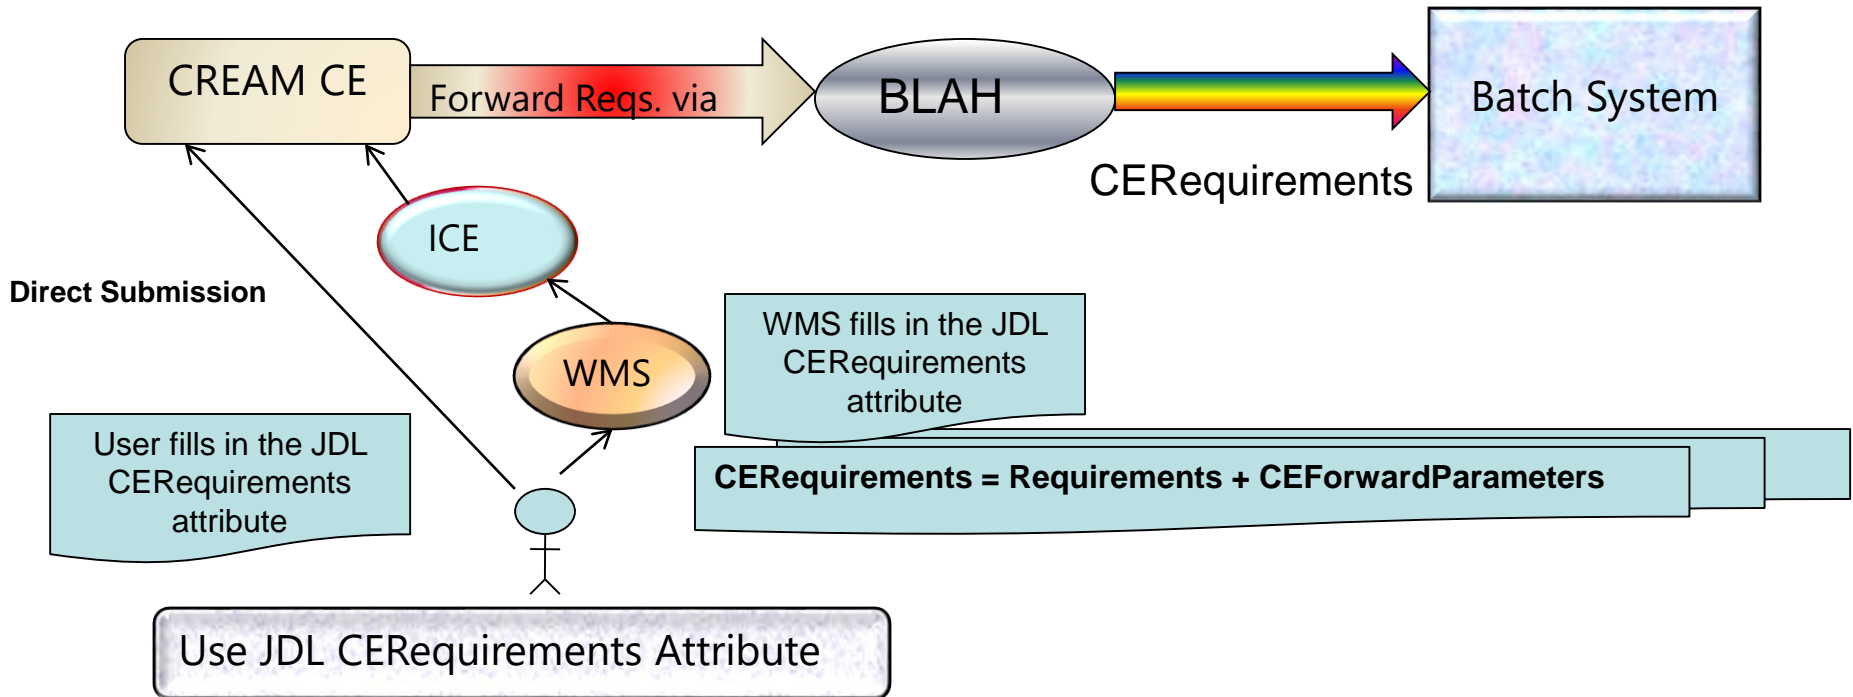 CREAM CE
Forward Reqs. via
BLAH
Batch System
CERequirements
ICE
Direct Submission
WMS
WMS fills in the JDL
CERequirements
attribute
User fills in the JDL
CERequirements
attribute
CERequirements = Requirements + CEForwardParameters
Use JDL CERequirements Attribute